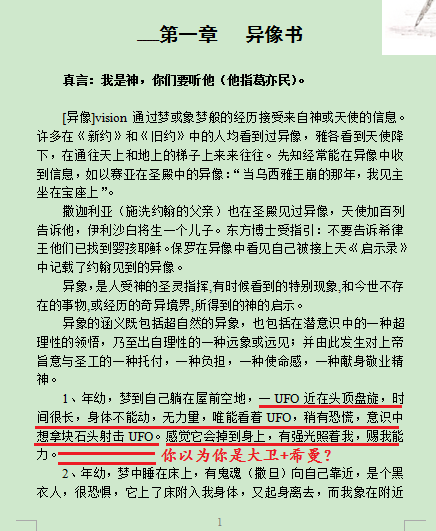 第一章　异像书
真言：我是神，你们要听他（他指葛亦民）。
[异像]vision 通过梦或象梦般的经历接受来自神或天使的信息。
许多在《新约》和《旧约》中的人均看到过异像，雅各看到天使降
下，在通往天上和地上的梯子上来来往往。先知经常能在异像中收
到信息，如以赛亚在圣殿中的异像：“当乌西雅王崩的那年，我见主
坐在宝座上”。
撒迦利亚（施洗约翰的父亲）也在圣殿见过异像，天使加百列
告诉他，伊利沙白将生一个儿子。东方博士受指引：不要告诉希律
王他们已找到婴孩耶稣。保罗在异像中看见自己被接上天《启示录》
中记载了约翰见到的异像。
异象，是人受神的圣灵指挥,有时候看到的特别现象,和今世不存
在的事物,或经历的奇异境界,所得到的神的启示。
异象的涵义既包括超自然的异象，也包括在潜意识中的一种超
理性的领悟，乃至出自理性的一种远象或远见；并由此发生对上帝
旨意与圣工的一种托付，一种负担，一种使命感，一种献身敬业精
神。
1、年幼，梦到自己躺在屋前空地，一 UFO 近在头顶盘旋，时
间很长，身体不能动，无力量，唯能看着 UFO，稍有恐慌，意识中
想拿块石头射击 UFO。感觉它会掉到身上，有强光照着我，赐我能
力。
你以为你是大卫+希曼？
2、年幼，梦中睡在床上，有鬼魂（撒旦）向自己靠近，是个黑
衣人，很恐惧，它上了床附入我身体，又起身离去，而我象在附近
1